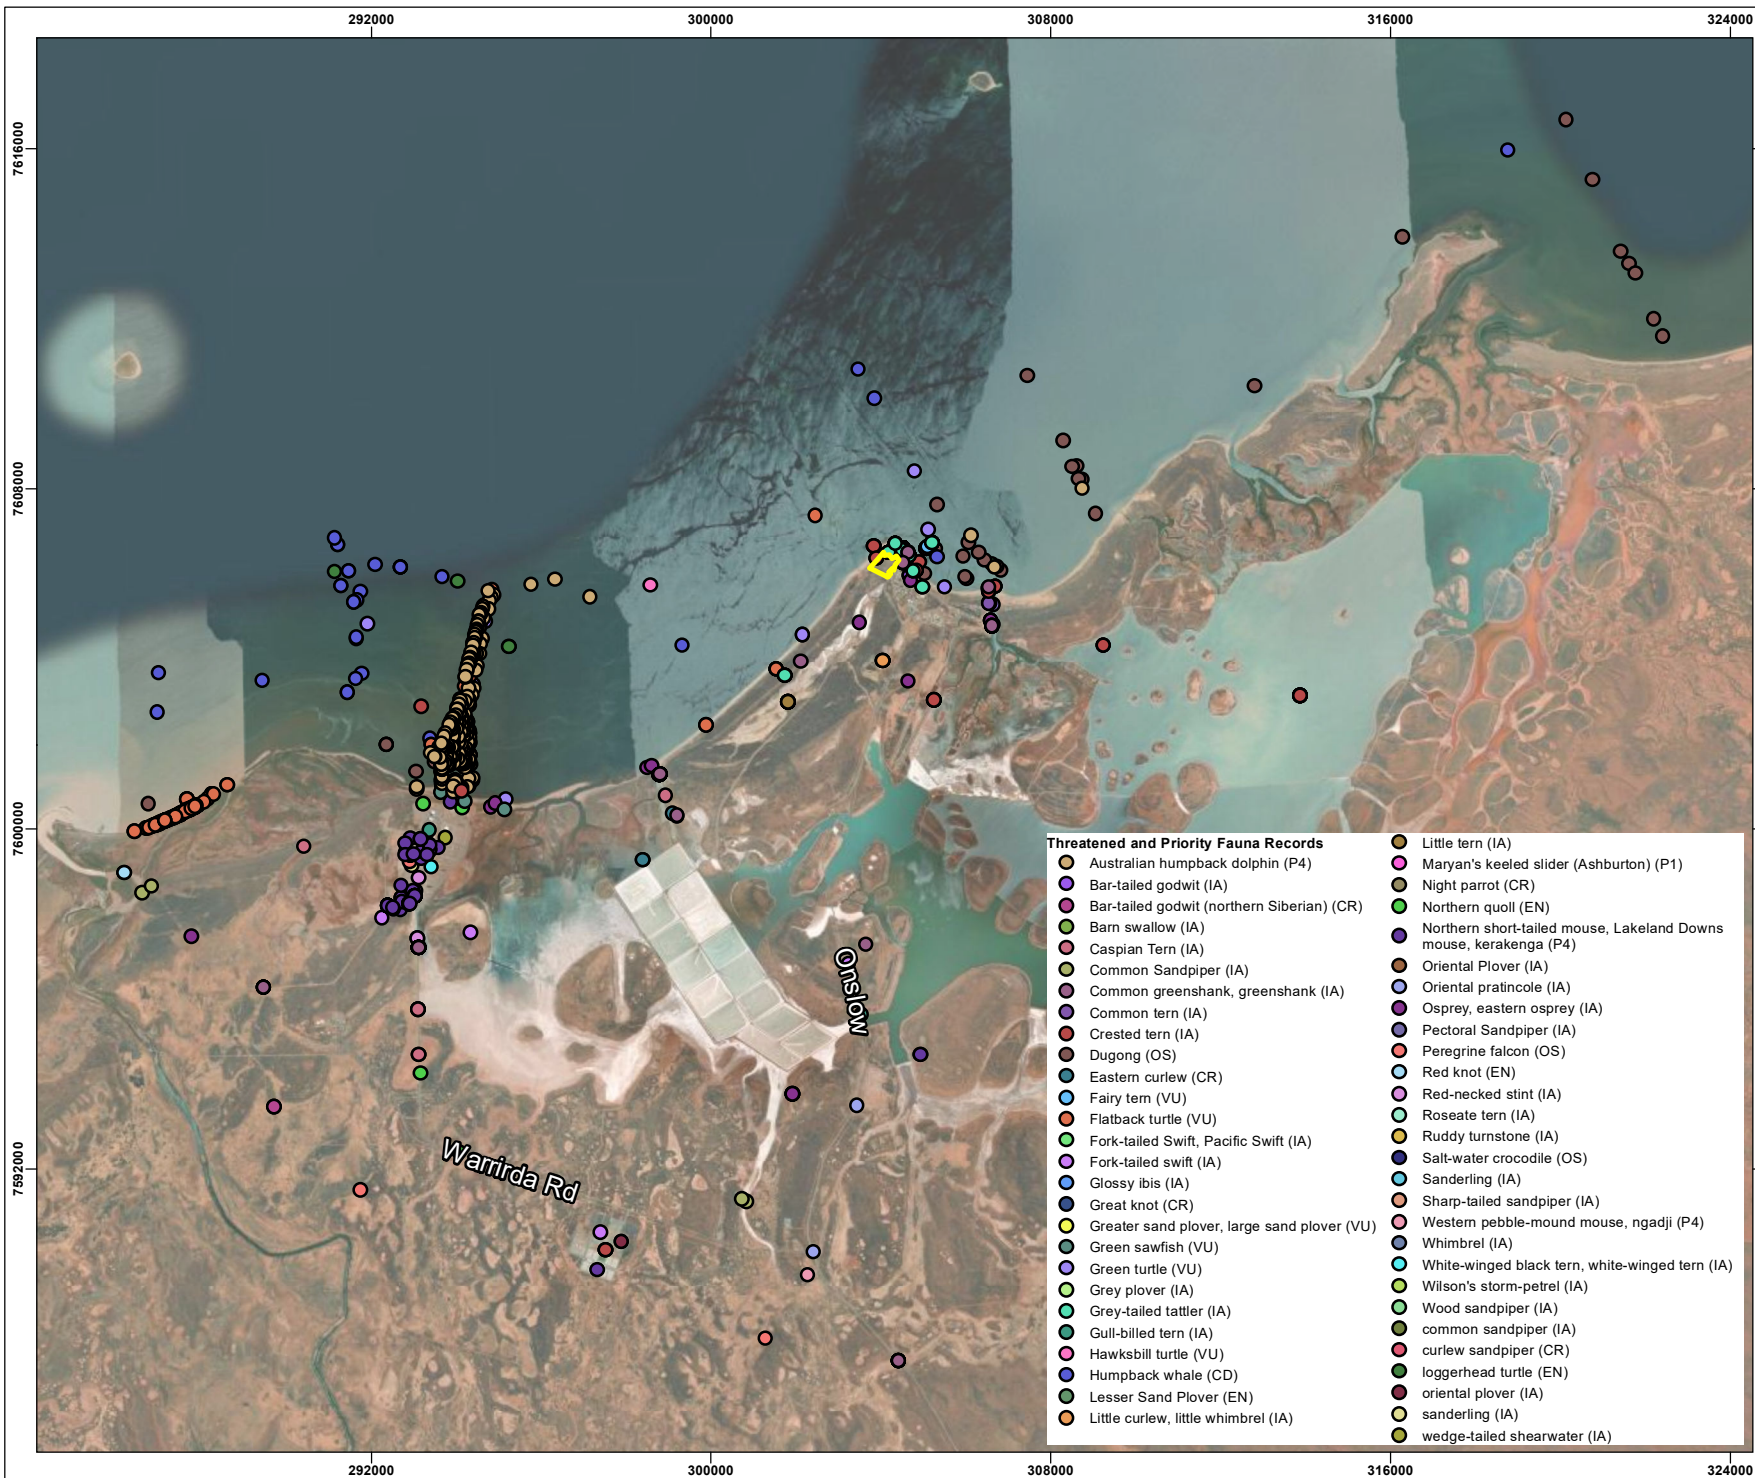 292000
300000
308000
316000
324000
7616000
7608000
7600000
7592000
Onslow
Warrirda Rd
Threatened and Priority Fauna Records
Australian humpback dolphin (P4)
Bar-tailed godwit (IA)
Bar-tailed godwit (northern Siberian) (CR)
Barn swallow (IA)
Caspian Tern (IA)
Common Sandpiper (IA)
Common greenshank, greenshank (IA)
Common tern (IA)
Crested tern (IA)
Dugong (OS)
Eastern curlew (CR)
Fairy tern (VU)
Flatback turtle (VU)
Fork-tailed Swift, Pacific Swift (IA)
Fork-tailed swift (IA)
Glossy ibis (IA)
Great knot (CR)
Greater sand plover, large sand plover (VU)
Green sawfish (VU)
Green turtle (VU)
Grey plover (IA)
Grey-tailed tattler (IA)
Gull-billed tern (IA)
Hawksbill turtle (VU)
Humpback whale (CD)
Lesser Sand Plover (EN)
Little curlew, little whimbrel (IA)
Little tern (IA)
Maryan's keeled slider (Ashburton) (P1)
Night parrot (CR)
Northern quoll (EN)
Northern short-tailed mouse, Lakeland Downs
mouse, kerakenga (P4)
Oriental Plover (IA)
Oriental pratincole (IA)
Osprey, eastern osprey (IA)
Pectoral Sandpiper (IA)
Peregrine falcon (OS)
Red knot (EN)
Red-necked stint (IA)
Roseate tern (IA)
Ruddy turnstone (IA)
Salt-water crocodile (OS)
Sanderling (IA)
Sharp-tailed sandpiper (IA)
Western pebble-mound mouse, ngadji (P4)
Whimbrel (IA)
White-winged black tern, white-winged tern (IA)
Wilson's storm-petrel (IA)
Wood sandpiper (IA)
common sandpiper (IA)
curlew sandpiper (CR)
loggerhead turtle (EN)
oriental plover (IA)
sanderling (IA)
wedge-tailed shearwater (IA)
292000
300000
308000
316000
324000